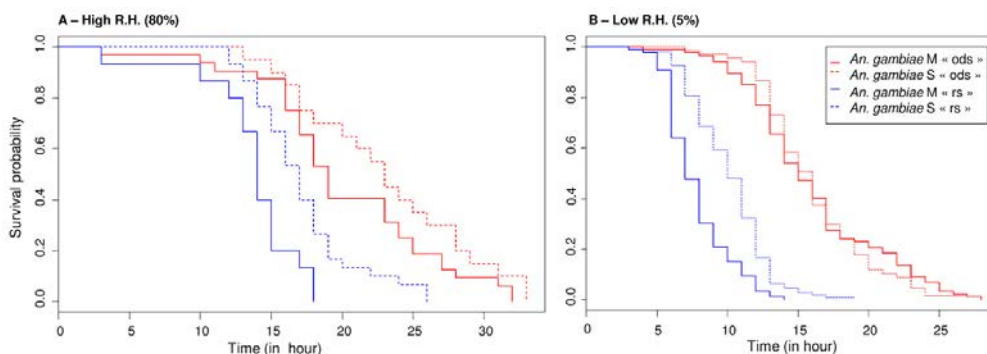 A – High R.H. (80%)
Survival probability
1.0
0.8
0.6
0.4
0.2
0.0
0 5 10 15 20 25 30
Time (in hour)
B – Low R.H. (5%)
1.0
0.8
0.6
0.4
0.2
0.0
0 5 10 15 20 25
Time (in hour)
An. gambiae M « ods »
An. gambiae S « ods »
An. gambiae M « rs »
An. gambiae S « rs »